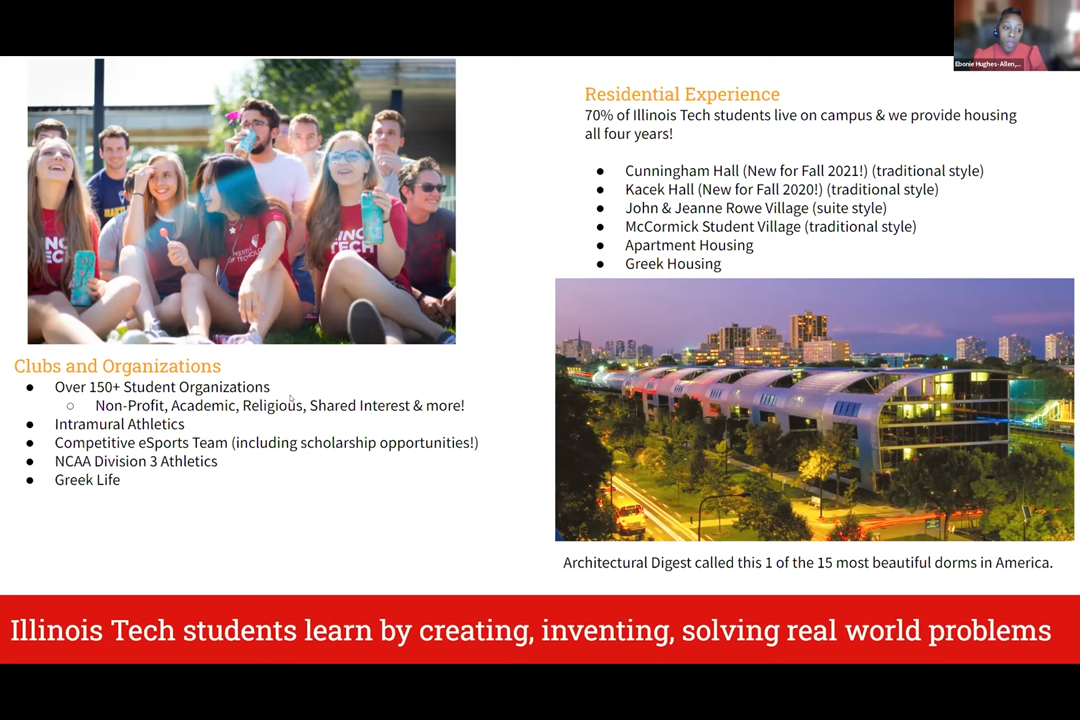 Ebonie Hughes-Allen,...
Residential Experience
70% of Illinois Tech students live on campus & we provide housing
all four years!
● Cunningham Hall (New for Fall 2021!) (traditional style)
● Kacek Hall (New for Fall 2020!) (traditional style)
● John & Jeanne Rowe Village (suite style)
● McCormick Student Village (traditional style)
● Apartment Housing
● Greek Housing
TECH
TECH
Clubs and Organizations
● Over 150+ Student Organizations
○ Non-Profit, Academic, Religious, Shared Interest & more!
● Intramural Athletics
● Competitive eSports Team (including scholarship opportunities!)
● NCAA Division 3 Athletics
● Greek Life
Architectural Digest called this 1 of the 15 most beautiful dorms in America.
Illinois Tech students learn by creating, inventing, solving real world problems